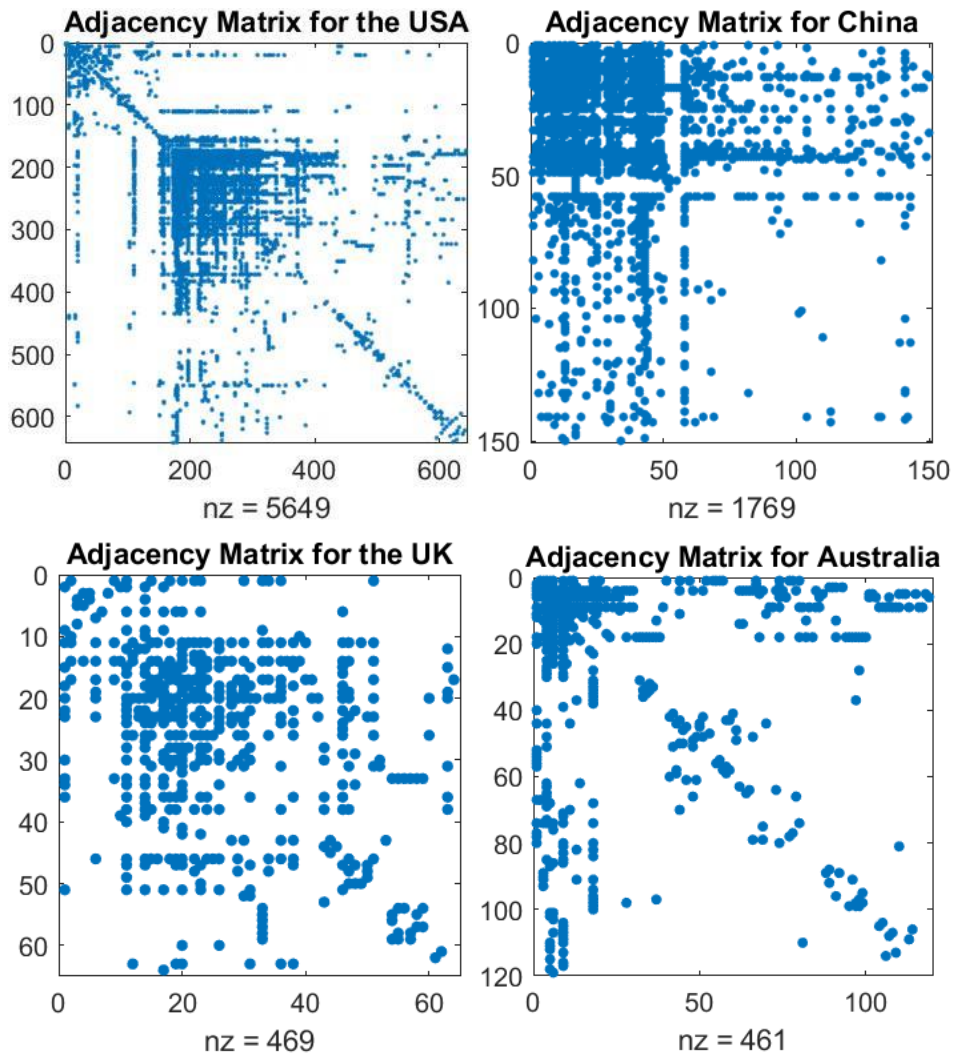 Adjacency Matrix for the USA
0
100
200
300
400
500
600
0 200 400 600
nz = 5649
Adjacency Matrix for China
0
50
100
150
0 50 100 150
nz = 1769
Adjacency Matrix for the UK
0
10
20
30
40
50
60
0 20 40 60
nz = 469
Adjacency Matrix for Australia
0
20
40
60
80
100
120
0 50 100
nz = 461